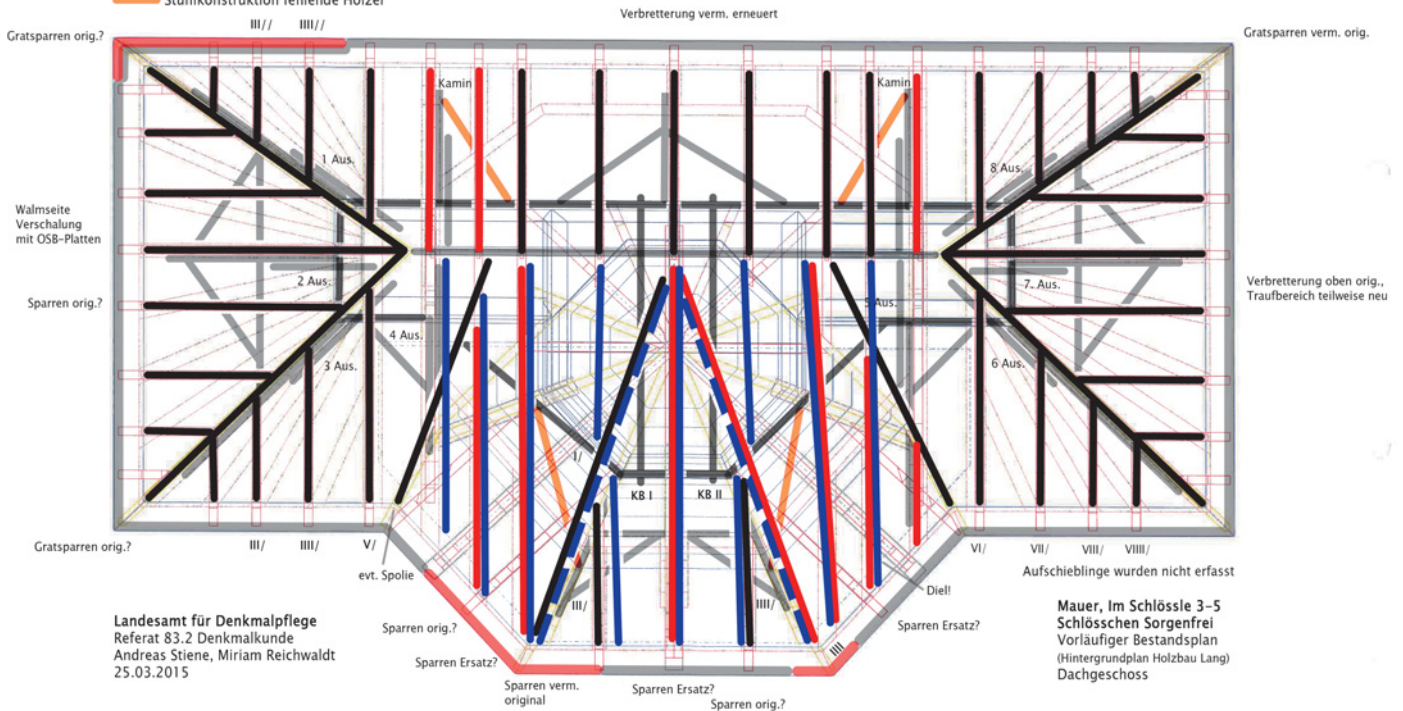 Stuhlkonstruktion fehlende Hölzer
Verbretterung verm. erneuert
III// IIII//
Gratsparren orig.?
Gratsparren verm. orig.
Kamin
Kamin
1 Aus.
8 Aus.
Walmseite
Verschalung
mit OSB-Platten
2 Aus.
7. Aus.
Verbretterung oben orig.,
Traufbereich teilweise neu
Sparren orig.?
4 Aus.
5 Aus.
3 Aus.
6 Aus.
I/
KB I
KB II
Gratsparren orig.?
III/ IIII/ V/
VI/ VII/ VIII/ VIIII/
evt. Spolie
Aufschieblinge wurden nicht erfasst
Diel!
III/
IIII/
Landesamt für Denkmalpflege
Referat 83.2 Denkmalkunde
Andreas Stiene, Miriam Reichwaldt
25.03.2015
Sparren orig.?
Sparren Ersatz?
Mauer, Im Schlössle 3–5
Schlösschen Sorgenfrei
Vorläufiger Bestandsplan
(Hintergrundplan Holzbau Lang)
Dachgeschoss
IIII
Sparren Ersatz?
Sparren verm.
original
Sparren Ersatz?
Sparren orig.?